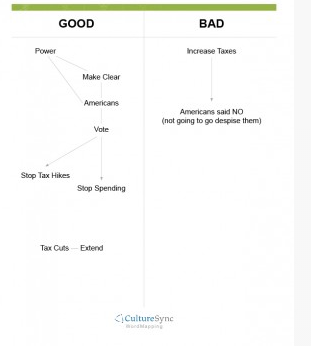 GOOD
BAD
Power
Increase Taxes
Make Clear
Americans
Americans said NO
(not going to go despise them)
Vote
Stop Tax Hikes
Stop Spending
Tax Cuts Extend
CultureSync
WordMapping